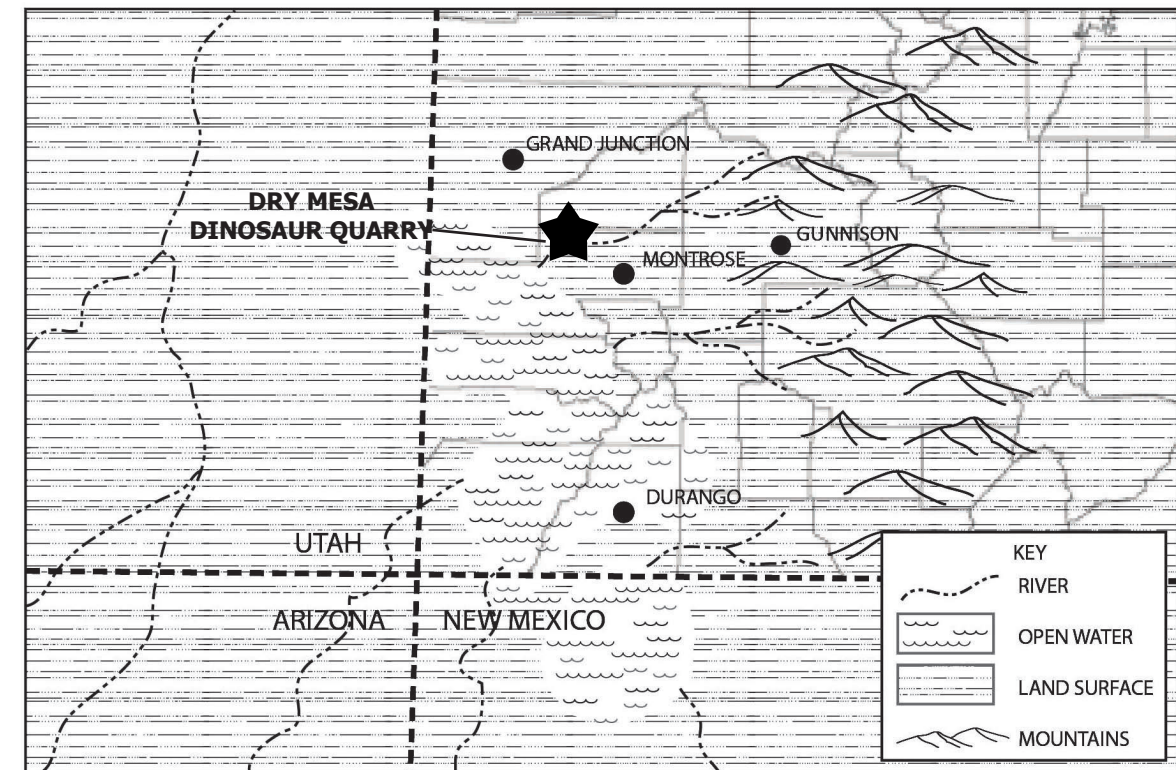 GRAND JUNCTION
DRY MESA
DINOSAUR QUARRY
GUNNISON
MONTROSE
DURANGO
UTAH
ARIZONA
NEW MEXICO
KEY
RIVER
OPEN WATER
LAND SURFACE
MOUNTAINS